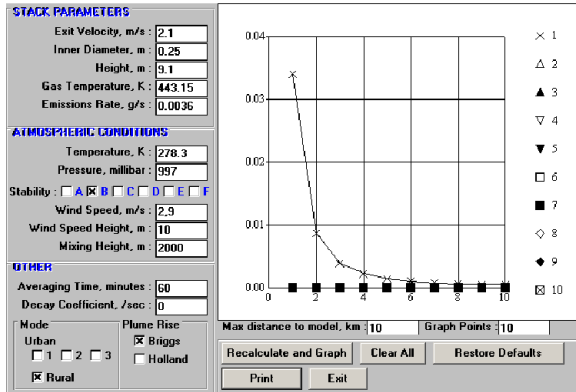 STACK PARAMETERS
Exit Velocity, m/s : 2.1
Inner Diameter, m : 0.25
Height, m : 9.1
Gas Temperature, K : 443.15
Emissions Rate, g/s : 0.0036
ATMOSPHERIC CONDITIONS
Temperature, K : 278.3
Pressure, millibar : 997
Stability : A B C D E F
Wind Speed, m/s : 2.9
Wind Speed Height, m : 10
Mixing Height, m : 2000
OTHER
Averaging Time, minutes : 60
Decay Coefficient, /sec : 0
Mode
Urban
1 2 3
Rural
Plume Rise
Briggs
Holland
0.04
0.03
0.02
0.01
0.00
0 2 4 6 8 10
1
2
3
4
5
6
7
8
9
10
Max distance to model, km : 10 Graph Points : 10
Recalculate and Graph Clear All Restore Defaults
Print Exit